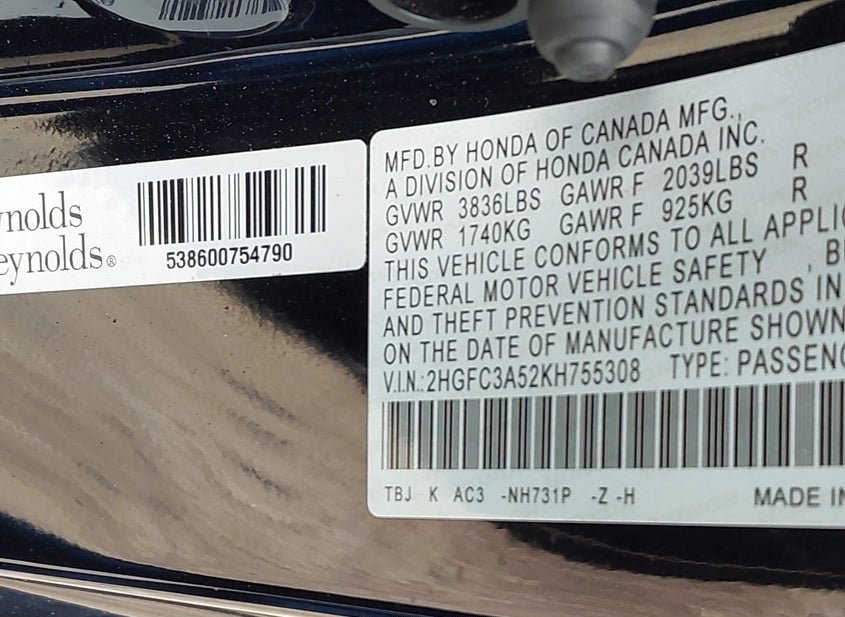 nolds
eynolds®
538600754790
MFD.BY HONDA OF CANADA MFG.,
A DIVISION OF HONDA CANADA INC.
GVWR 3836LBS GAWR F 2039LBS R
GVWR 1740KG GAWR F 925KG R
THIS VEHICLE CONFORMS TO ALL APPLIC
FEDERAL MOTOR VEHICLE SAFETY , B
AND THEFT PREVENTION STANDARDS IN
ON THE DATE OF MANUFACTURE SHOWN
V.I.N.:2HGFC3A52KH755308 TYPE: PASSENG
TBJ K AC3 -NH731P -Z -H MADE IN